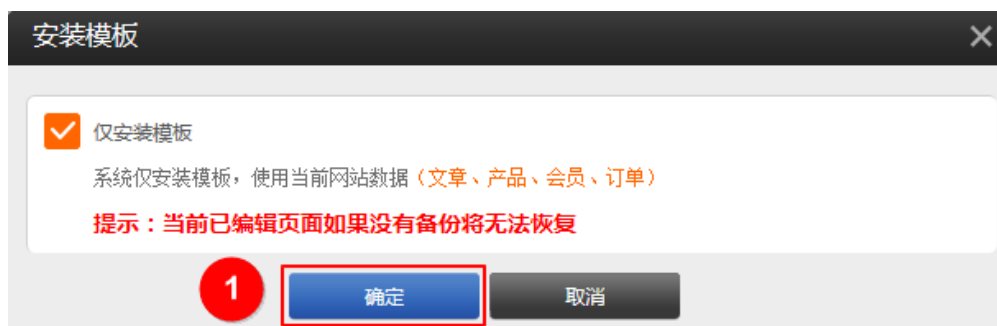 安装模板
仅安装模板
系统仅安装模板，使用当前网站数据（文章、产品、会员、订单）
提示：当前已编辑页面如果没有备份将无法恢复
1
确定
取消